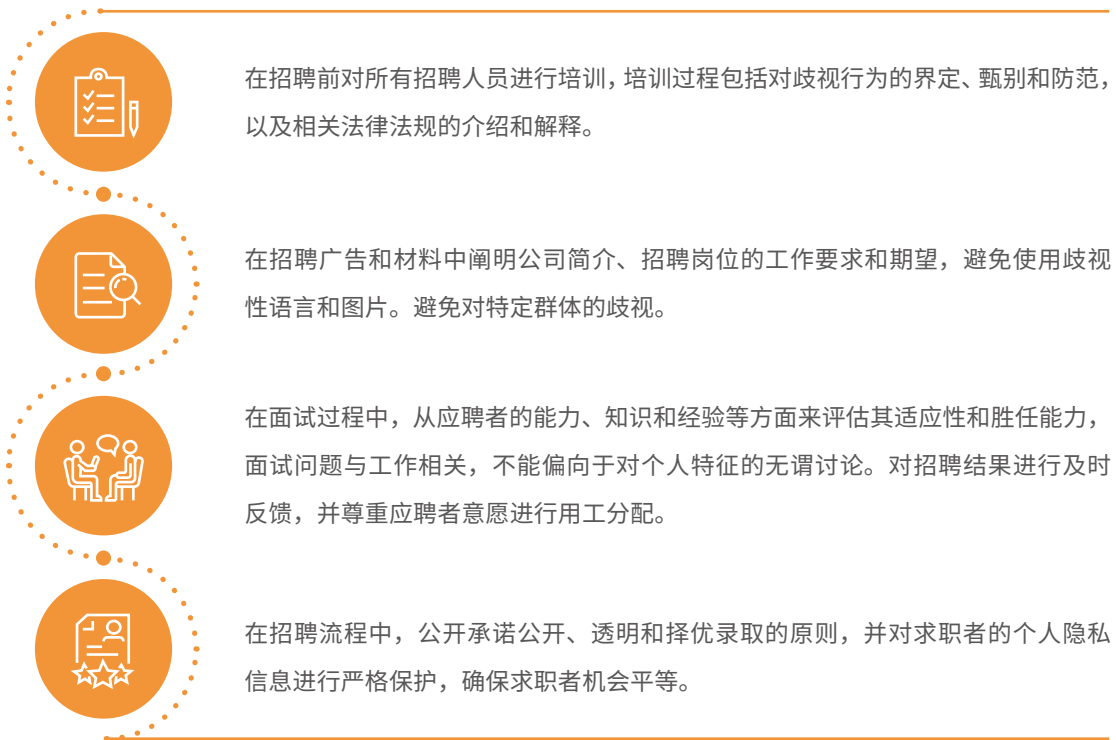 在招聘前对所有招聘人员进行培训，培训过程包括对歧视行为的界定、甄别和防范，
以及相关法律法规的介绍和解释。
在招聘广告和材料中阐明公司简介、招聘岗位的工作要求和期望，避免使用歧视
性语言和图片。避免对特定群体的歧视。
在面试过程中，从应聘者的能力、知识和经验等方面来评估其适应性和胜任能力，
面试问题与工作相关，不能偏向于对个人特征的无谓讨论。对招聘结果进行及时
反馈，并尊重应聘者意愿进行用工分配。
在招聘流程中，公开承诺公开、透明和择优录取的原则，并对求职者的个人隐私
信息进行严格保护，确保求职者机会平等。